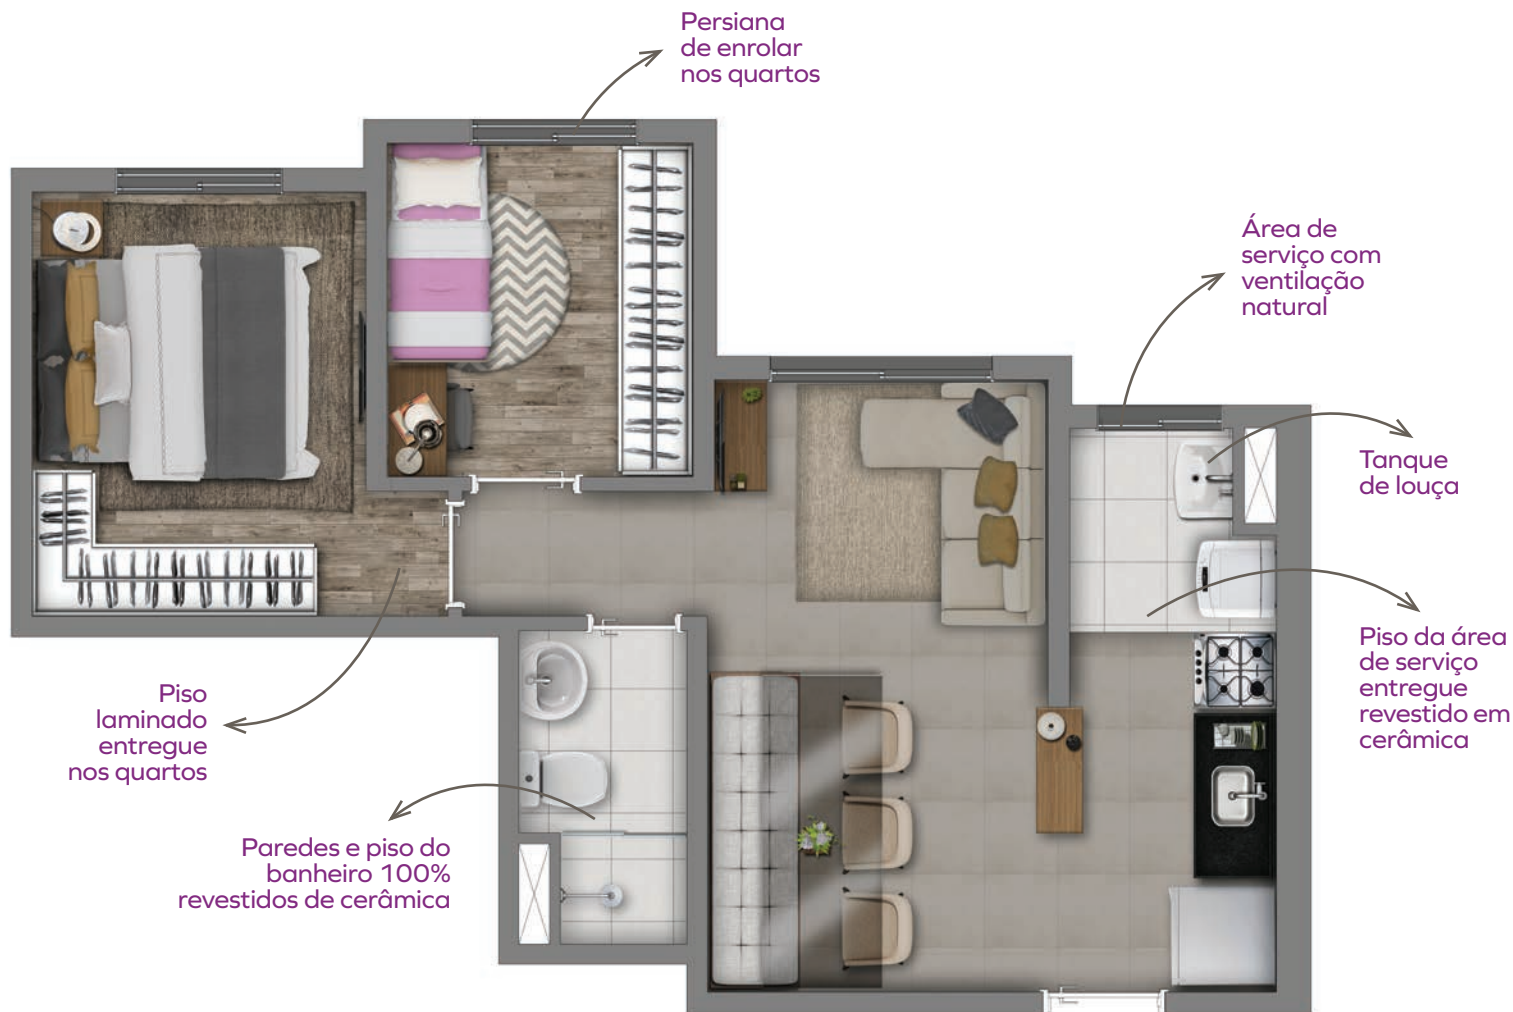 Persiana
de enrolar
nos quartos
Área de
serviço com
ventilação
natural
Tanque
de louça
Piso da área
de serviço
entregue
revestido em
cerâmica
Piso
laminado
entregue
nos quartos
Paredes e piso do
banheiro 100%
revestidos de cerâmica